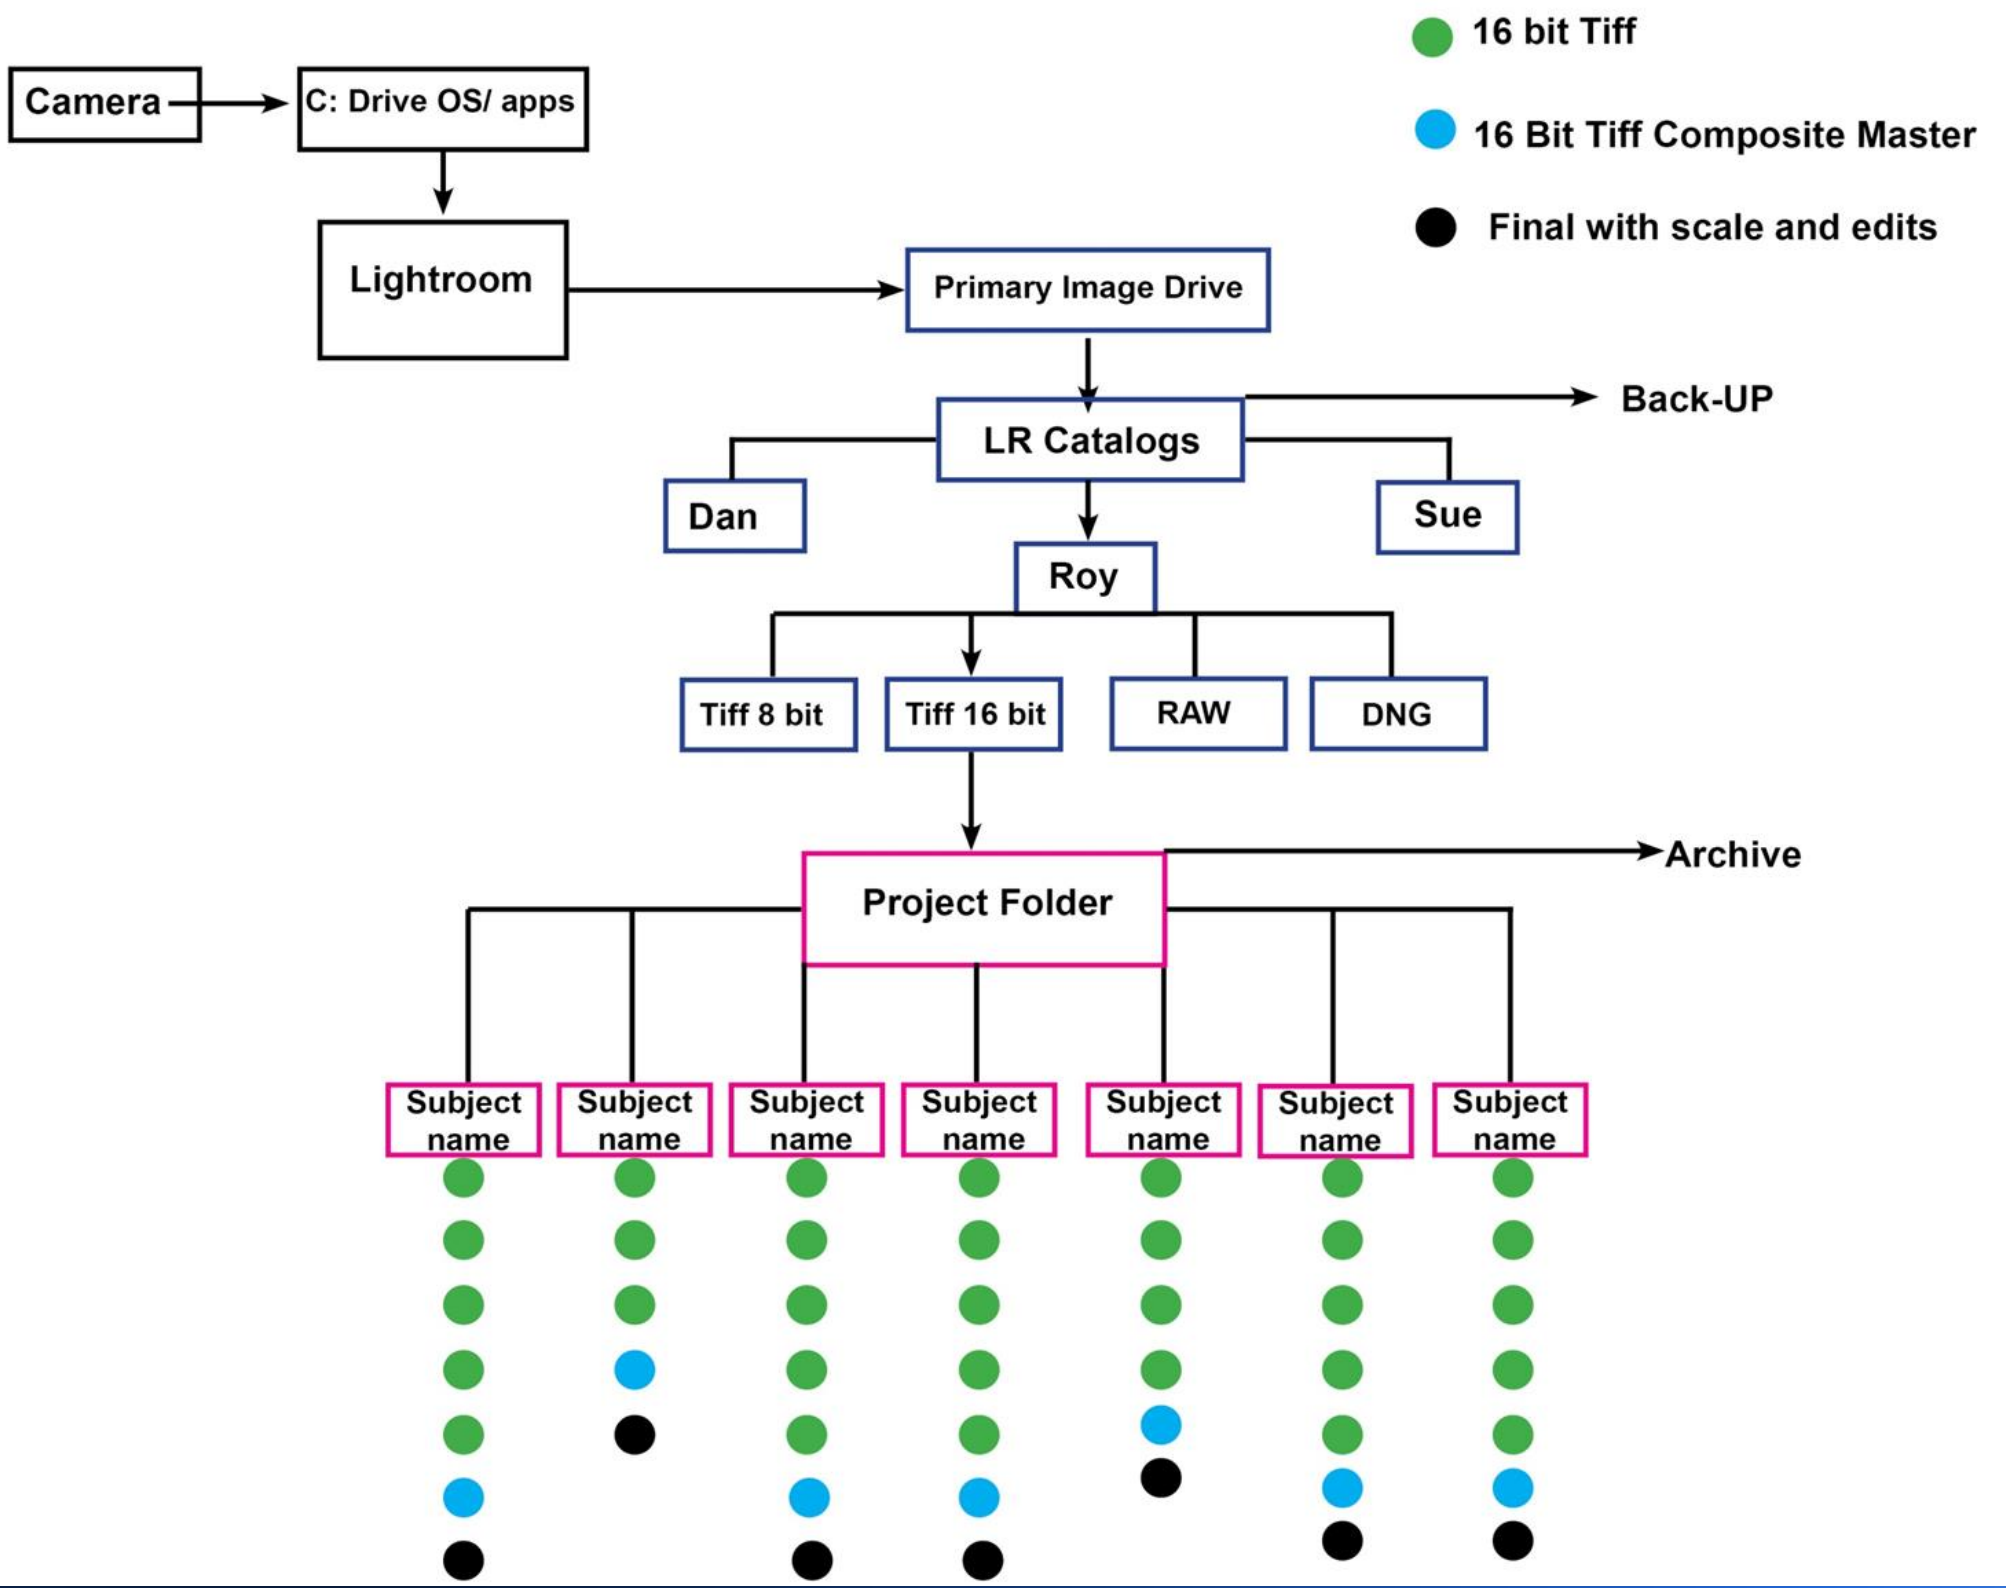 16 bit Tiff
Camera
C: Drive OS/ apps
16 Bit Tiff Composite Master
Final with scale and edits
Lightroom
Primary Image Drive
Back-UP
LR Catalogs
Dan
Sue
Roy
Tiff 8 bit
Tiff 16 bit
RAW
DNG
Project Folder
Archive
Subject
name
Subject
name
Subject
name
Subject
name
Subject
name
Subject
name
Subject
name